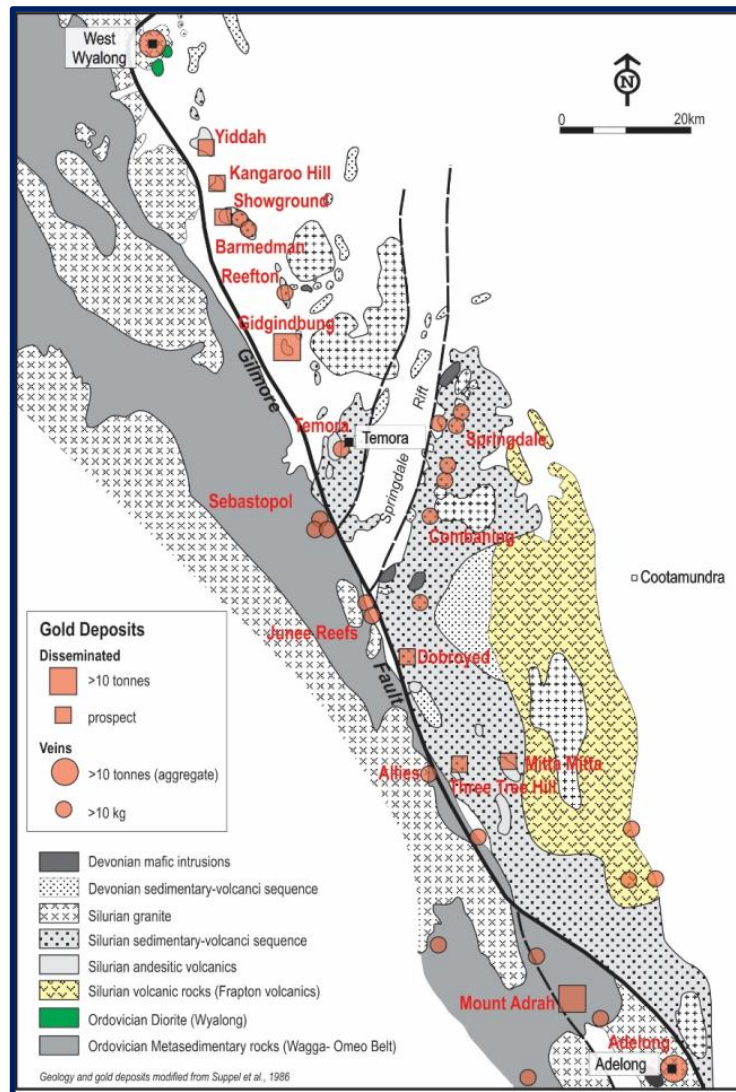 West
Wyalong
N
0 20km
Yiddah
Kangaroo Hill
Showground
Barmedman
Reefton
Gidgindbung
Gilmore
Rift
Temora
Temora
Springdale
Springdale
Sebastopol
Combaning
Cootamundra
Junee Reefs
Dobroyed
Fault
Allies
Mitta Mitta
Three Tree Hill
Mount Adrah
Adelong
Adelong
Gold Deposits
Disseminated
>10 tonnes
prospect
Veins
>10 tonnes (aggregate)
>10 kg
Devonian mafic intrusions
Devonian sedimentary-volcanci sequence
Silurian granite
Silurian sedimentary-volcanci sequence
Silurian andesitic volcanics
Silurian volcanic rocks (Frapton volcanics)
Ordovician Diorite (Wyalong)
Ordovician Metasedimentary rocks (Wagga- Omeo Belt)
Geology and gold deposits modified from Suppel et al., 1986